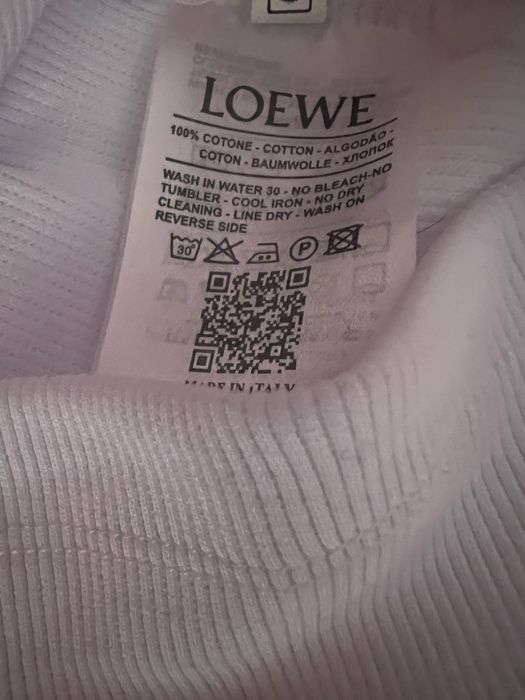 LOEWE
100% COTONE - COTTON - ALGODÃO -
COTON - BAUMWOLLE - ХЛОПОК
WASH IN WATER 30 - NO BLEACH-NO
TUMBLER - COOL IRON - NO DRY
CLEANING - LINE DRY - WASH ON
REVERSE SIDE
30°
P
MADE IN ITALY